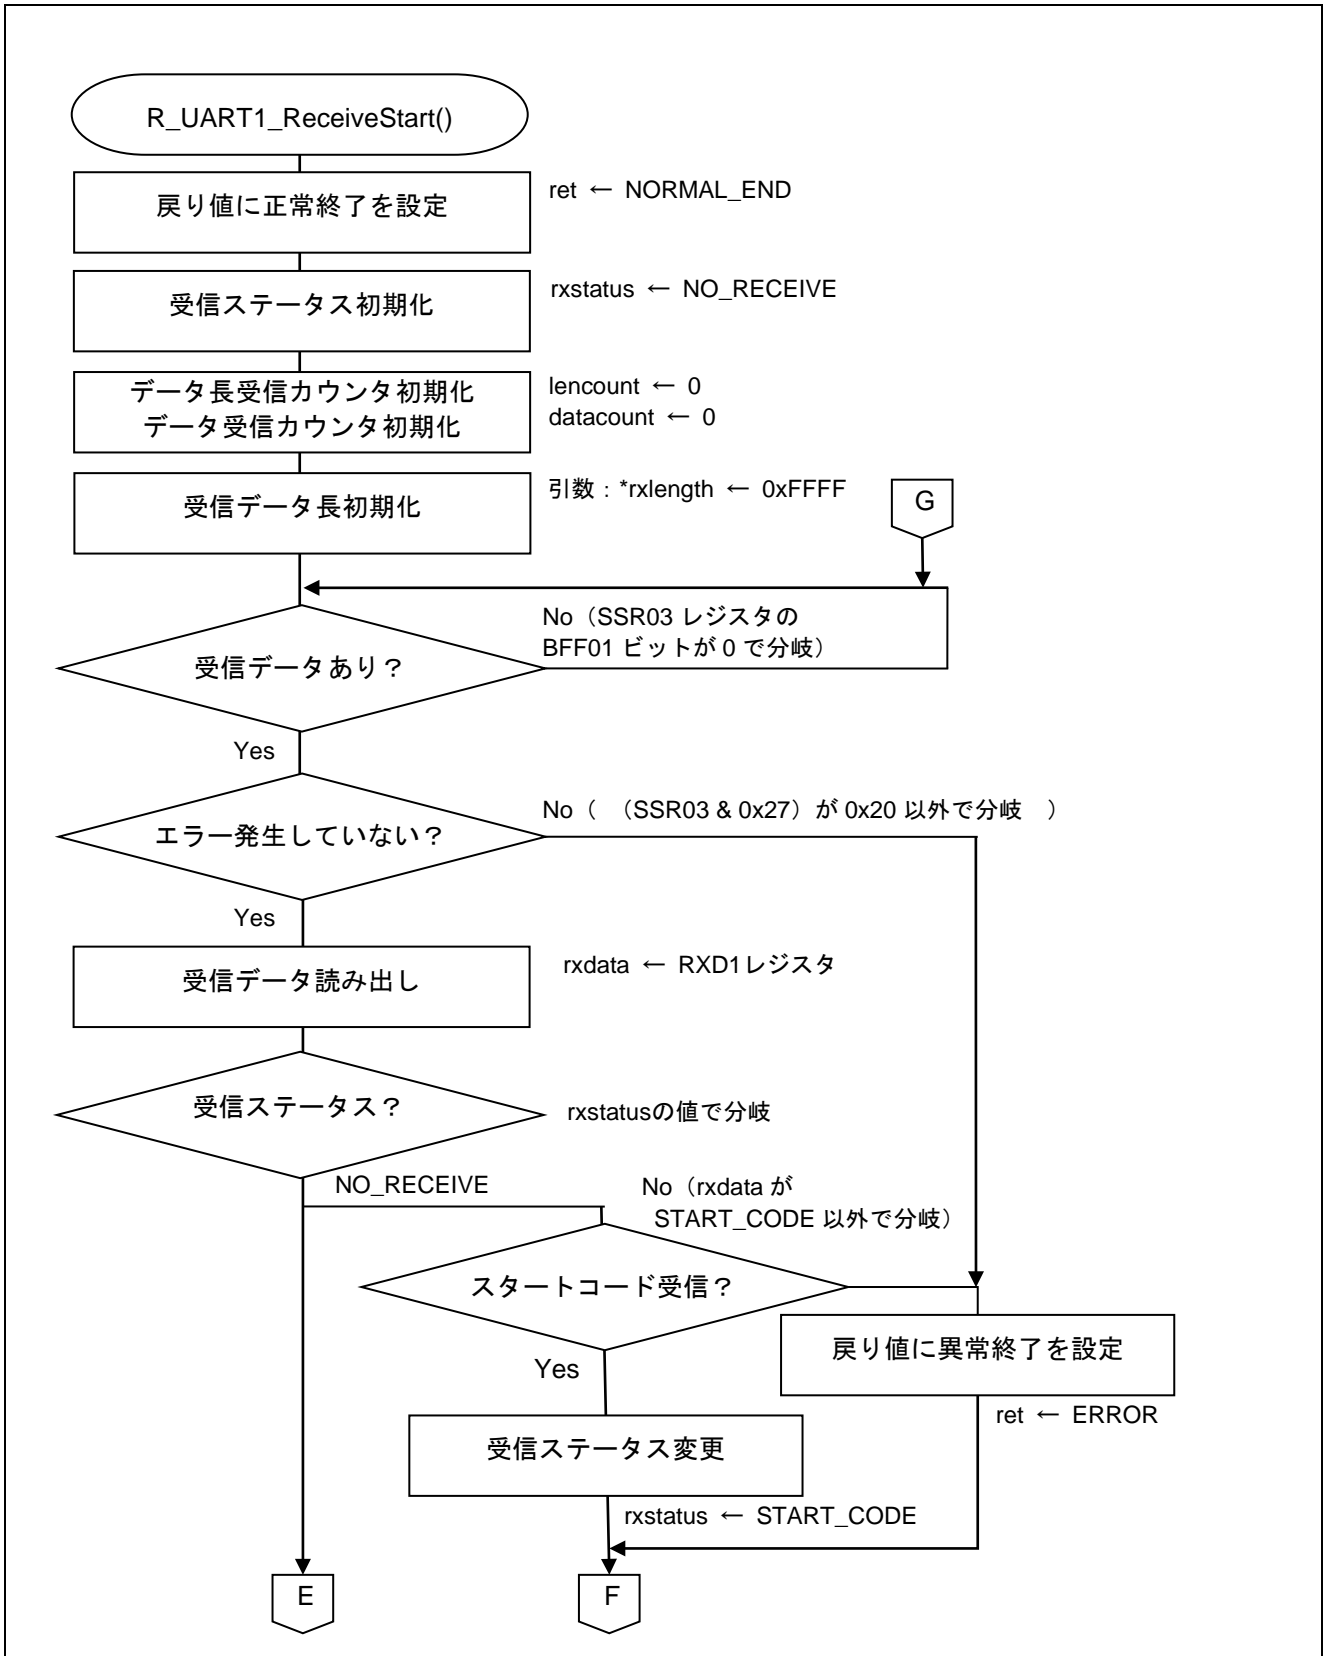 R_UART1_ReceiveStart()
戻り値に正常終了を設定
ret ← NORMAL_END
受信ステータス初期化
rxstatus ← NO_RECEIVE
データ長受信カウンタ初期化
データ受信カウンタ初期化
lencount ← 0
datacount ← 0
受信データ長初期化
引数：*rxlength ← 0xFFFF
G
受信データあり？
No（SSR03 レジスタの
BFF01 ビットが 0 で分岐）
Yes
エラー発生していない？
No（ （SSR03 & 0x27）が 0x20 以外で分岐 ）
Yes
受信データ読み出し
rxdata ← RXD1レジスタ
受信ステータス？
rxstatusの値で分岐
NO_RECEIVE
No（rxdata が
START_CODE 以外で分岐）
スタートコード受信？
戻り値に異常終了を設定
Yes
ret ← ERROR
受信ステータス変更
rxstatus ← START_CODE
E
F